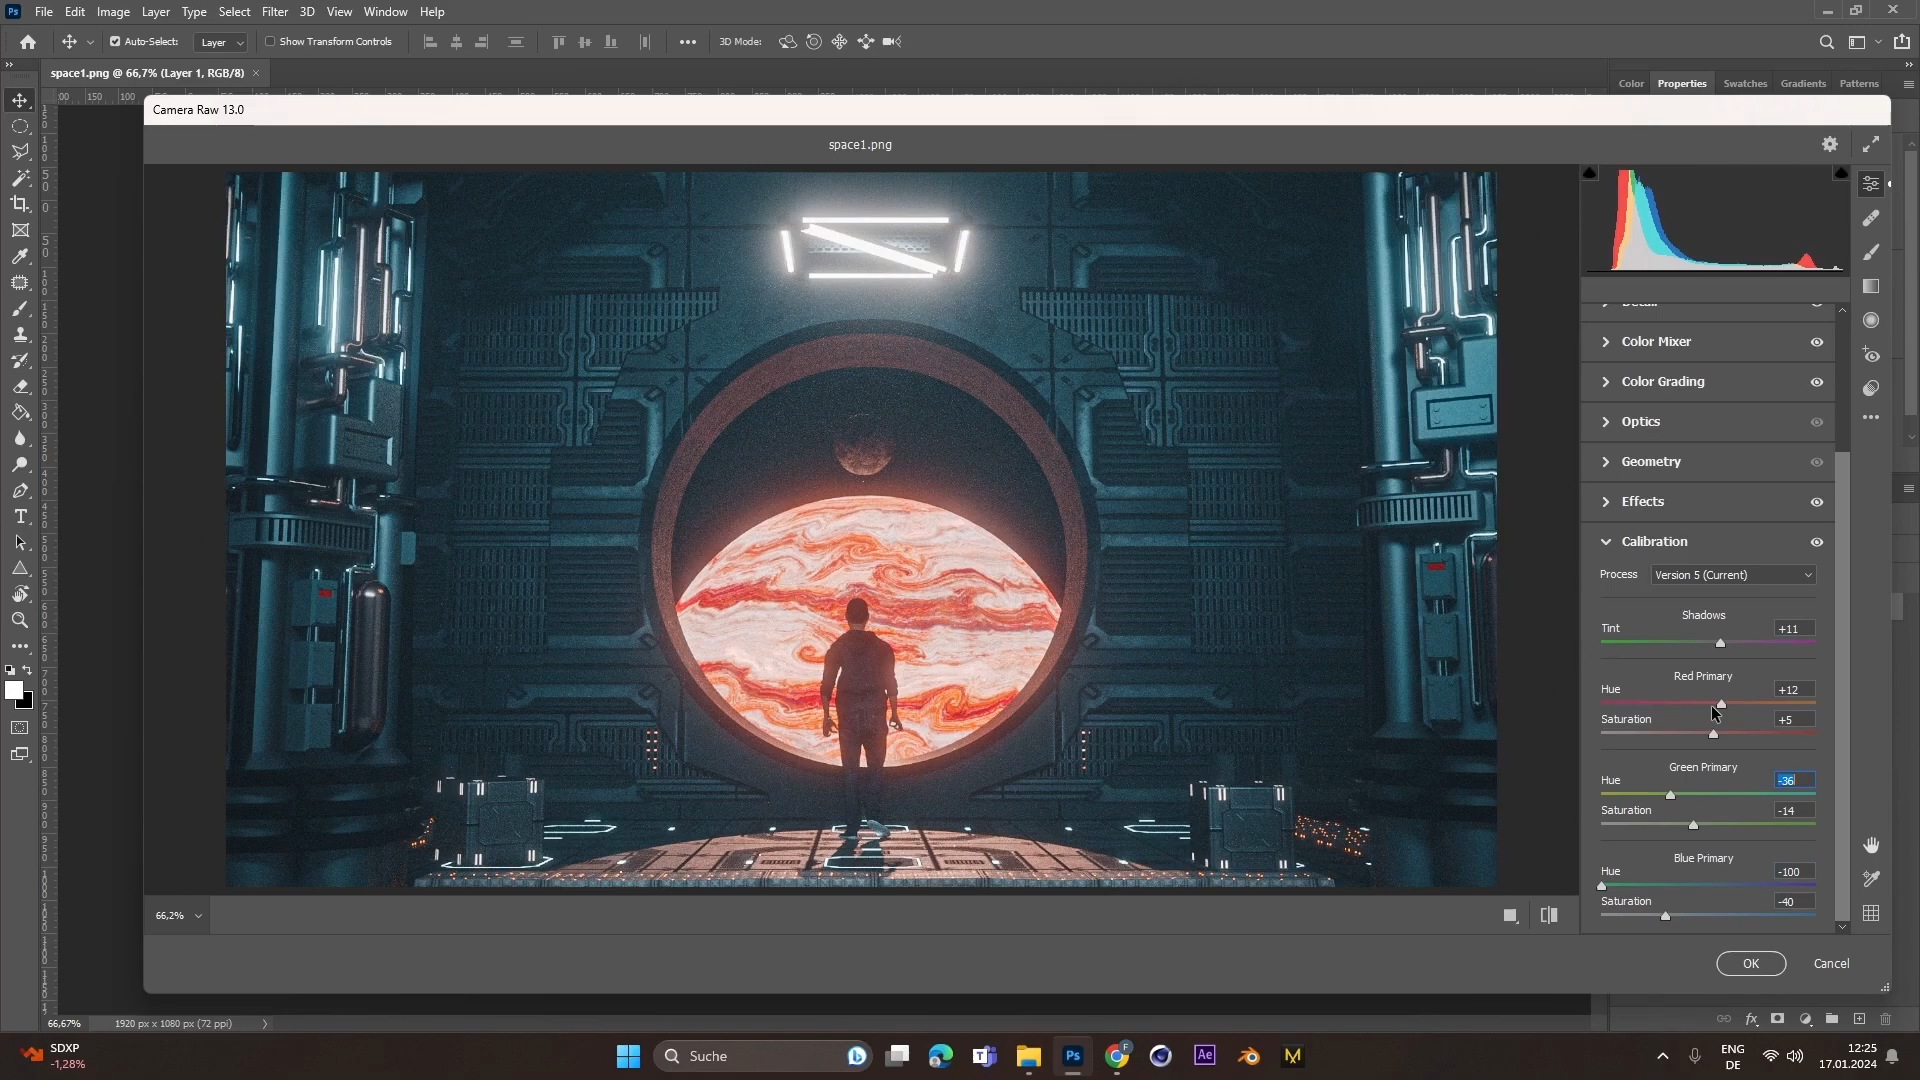 Ps File Edit Image Layer Type Select Filter 3D View Window Help
Auto-Select: Layer Show Transform Controls 3D Mode:
space1.png @ 66,7% (Layer 1, RGB/8)
Color Properties Swatches Gradients Patterns
Camera Raw 13.0
space1.png
Color Mixer
Color Grading
Optics
Geometry
Effects
Calibration
Process Version 5 (Current)
Shadows
Tint +11
Red Primary
Hue +12
Saturation +5
Green Primary
Hue -36
Saturation -14
Blue Primary
Hue -100
Saturation -40
66,2%
OK Cancel
66,67% 1920 px x 1080 px (72 ppi)
fx
SDXP
-1,28%
Suche
Ps
F
Ae
M
ENG
DE
12:25
17.01.2024